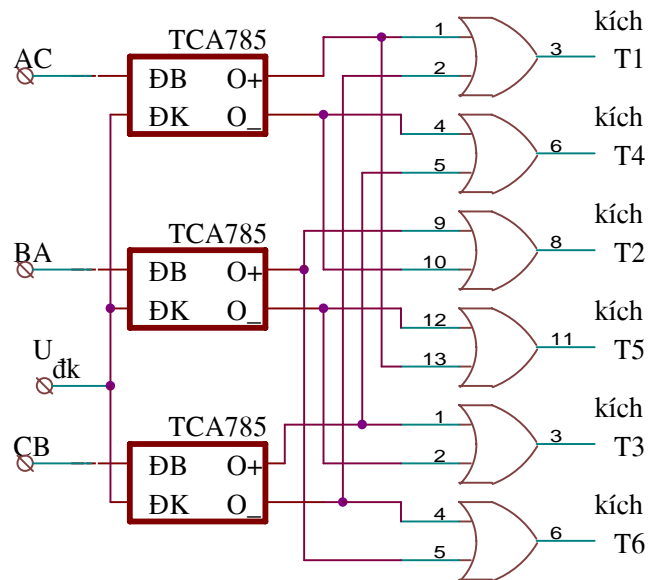 kích
TCA785
AC
ĐB O+
ĐK O_
1
2
3
T1
kích
4
5
6
T4
kích
TCA785
BA
ĐB O+
ĐK O_
9
10
8
T2
kích
12
13
11
T5
U đk
kích
TCA785
CB
ĐB O+
ĐK O_
1
2
3
T3
kích
4
5
6
T6